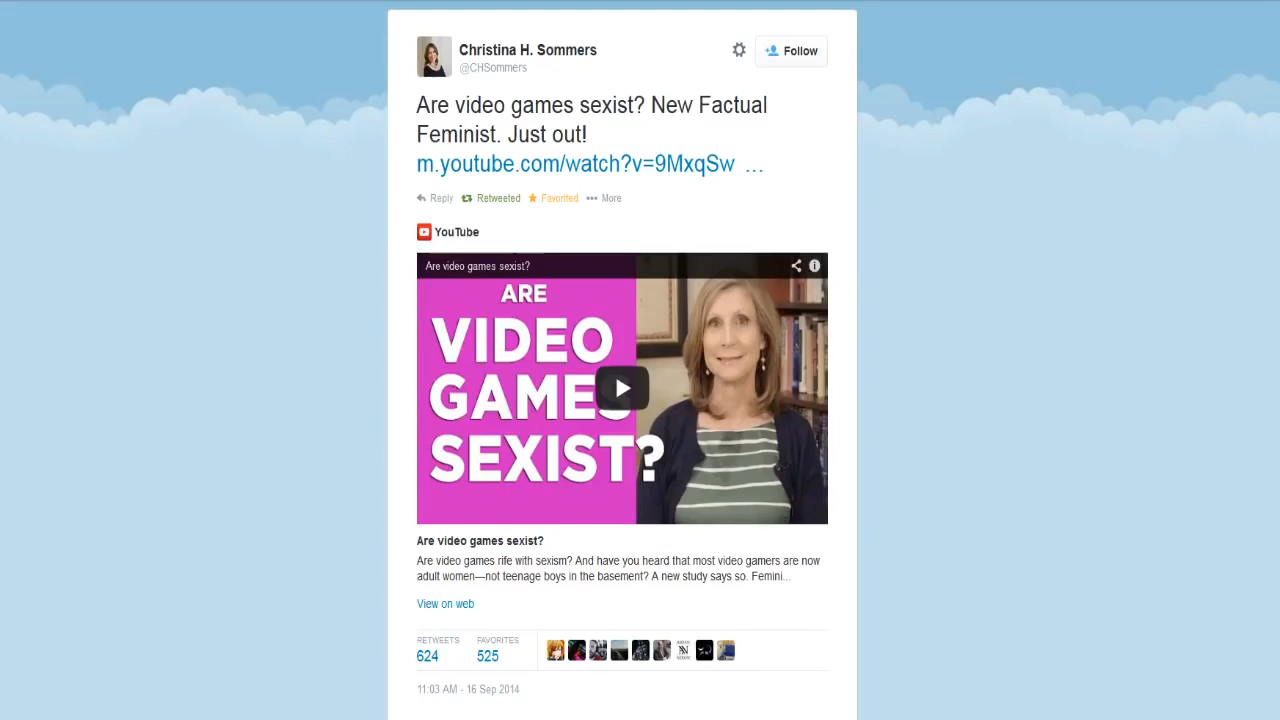 Christina H. Sommers
@CHSommers
Follow
Are video games sexist? New Factual
Feminist. Just out!
m.youtube.com/watch?v=9MxqSw …
Reply Retweeted Favorited More
YouTube
Are video games sexist?
ARE
VIDEO
GAMES
SEXIST?
Are video games sexist?
Are video games rife with sexism? And have you heard that most video gamers are now
adult women—not teenage boys in the basement? A new study says so. Femini...
View on web
RETWEETS FAVORITES
624 525
11:03 AM - 16 Sep 2014